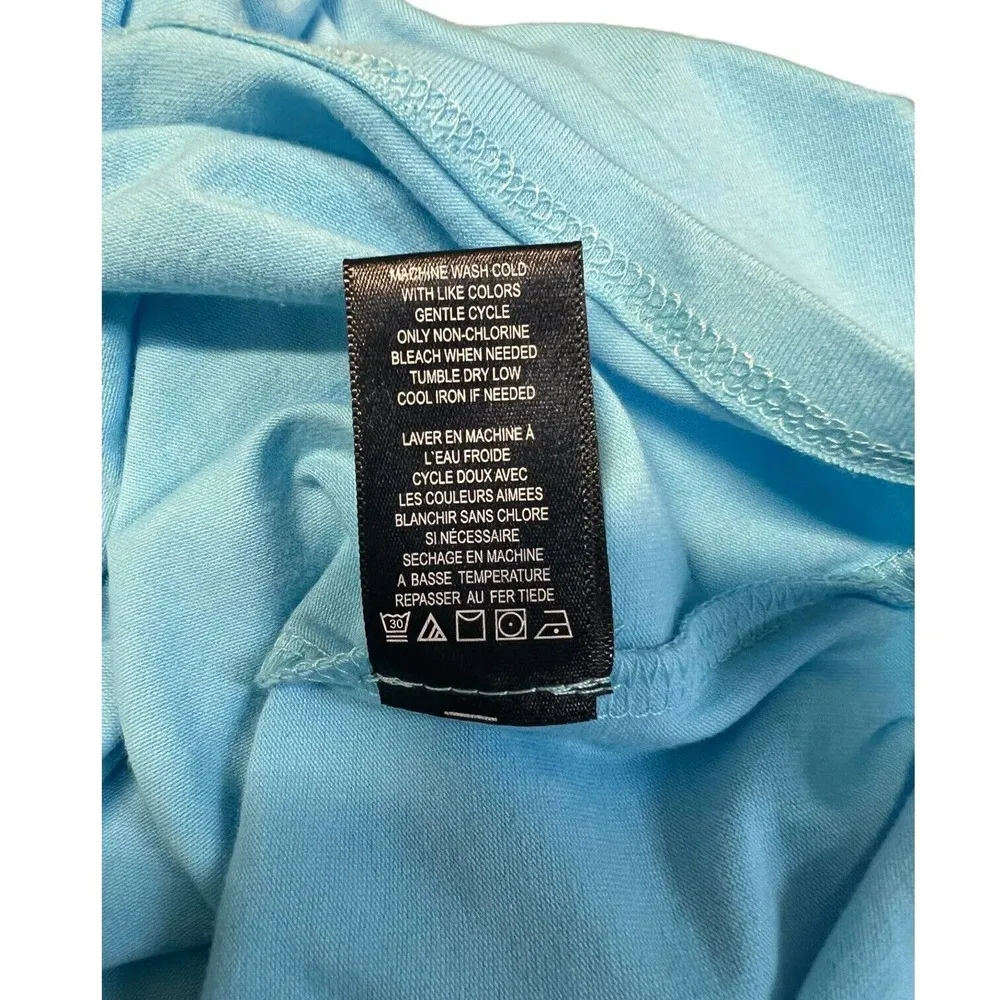 MACHINE WASH COLD
WITH LIKE COLORS
GENTLE CYCLE
ONLY NON-CHLORINE
BLEACH WHEN NEEDED
TUMBLE DRY LOW
COOL IRON IF NEEDED
LAVER EN MACHINE À
L'EAU FROIDE
CYCLE DOUX AVEC
LES COULEURS AIMEES
BLANCHIR SANS CHLORE
SI NÉCESSAIRE
SECHAGE EN MACHINE
A BASSE TEMPERATURE
REPASSER AU FER TIEDE
30